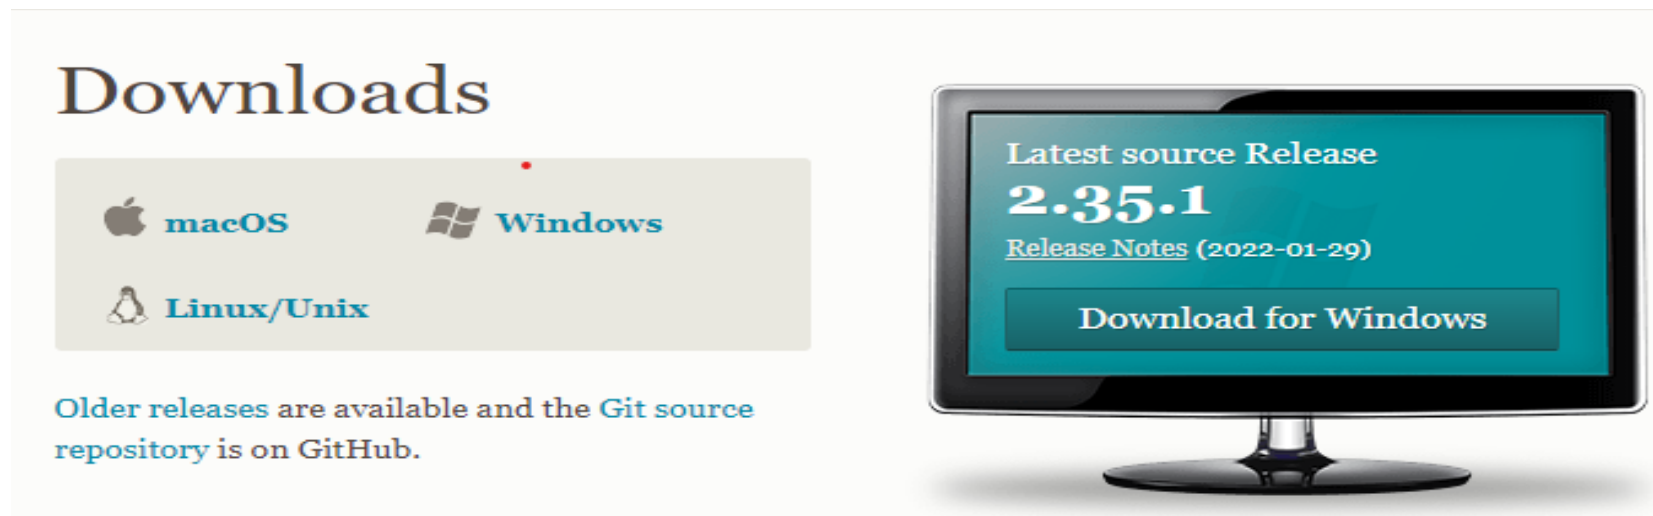 Downloads
macOS
Windows
Linux/Unix
Older releases are available and the Git source
repository is on GitHub.
Latest source Release
2.35.1
Release Notes (2022-01-29)
Download for Windows